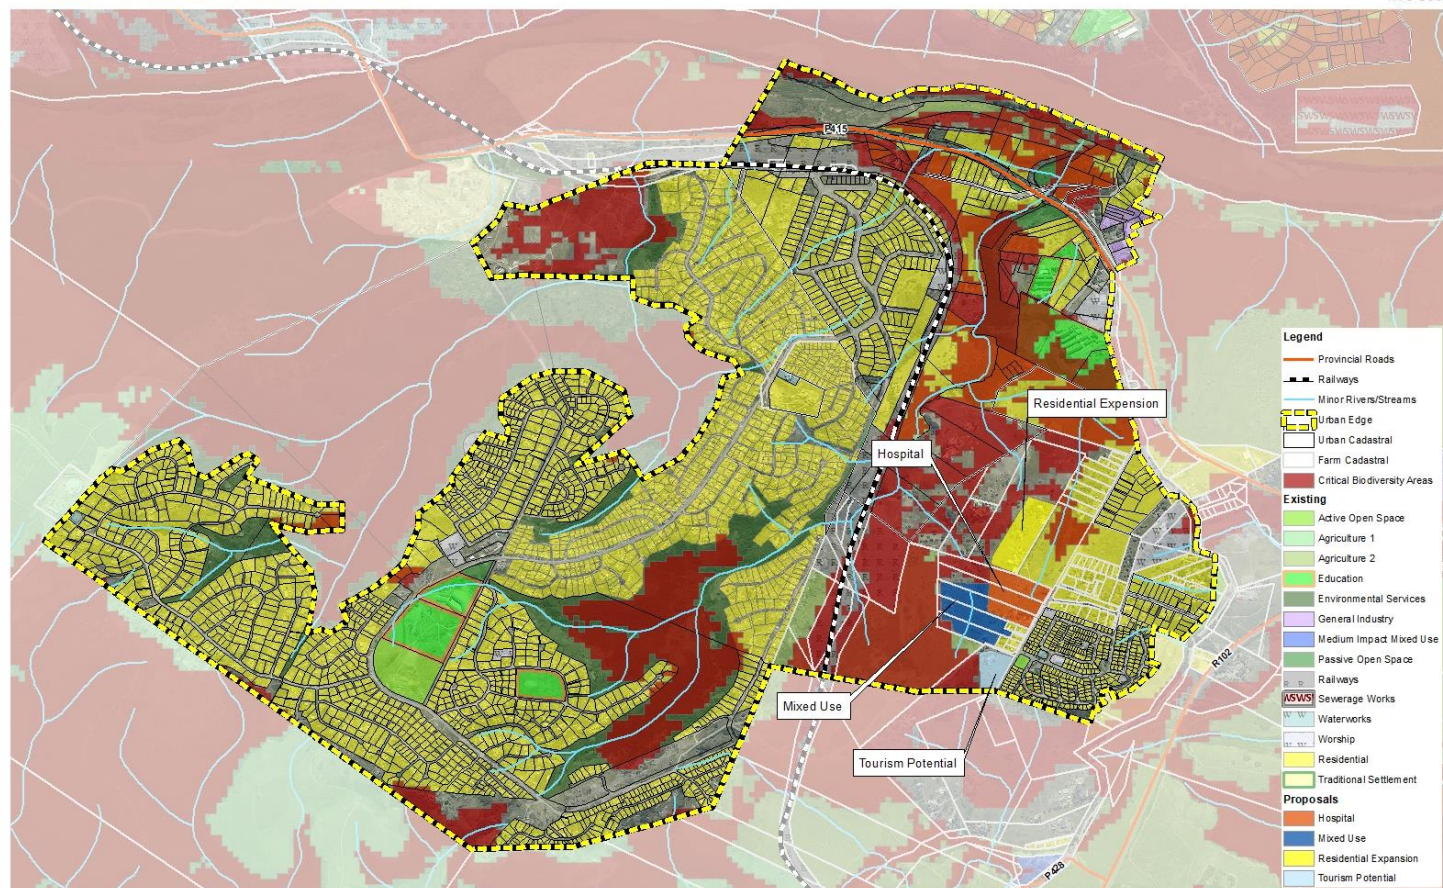 P415
Residential Expension
Hospital
Mixed Use
Tourism Potential
R102
P428
Legend
Provincial Roads
Railways
Minor Rivers/Streams
Urban Edge
Urban Cadastral
Farm Cadastral
Critical Biodiversity Areas
Existing
Active Open Space
Agriculture 1
Agriculture 2
Education
Environmental Services
General Industry
Medium Impact Mixed Use
Passive Open Space
Railways
Sewerage Works
Waterworks
Worship
Residential
Traditional Settlement
Proposals
Hospital
Mixed Use
Residential Expansion
Tourism Potential